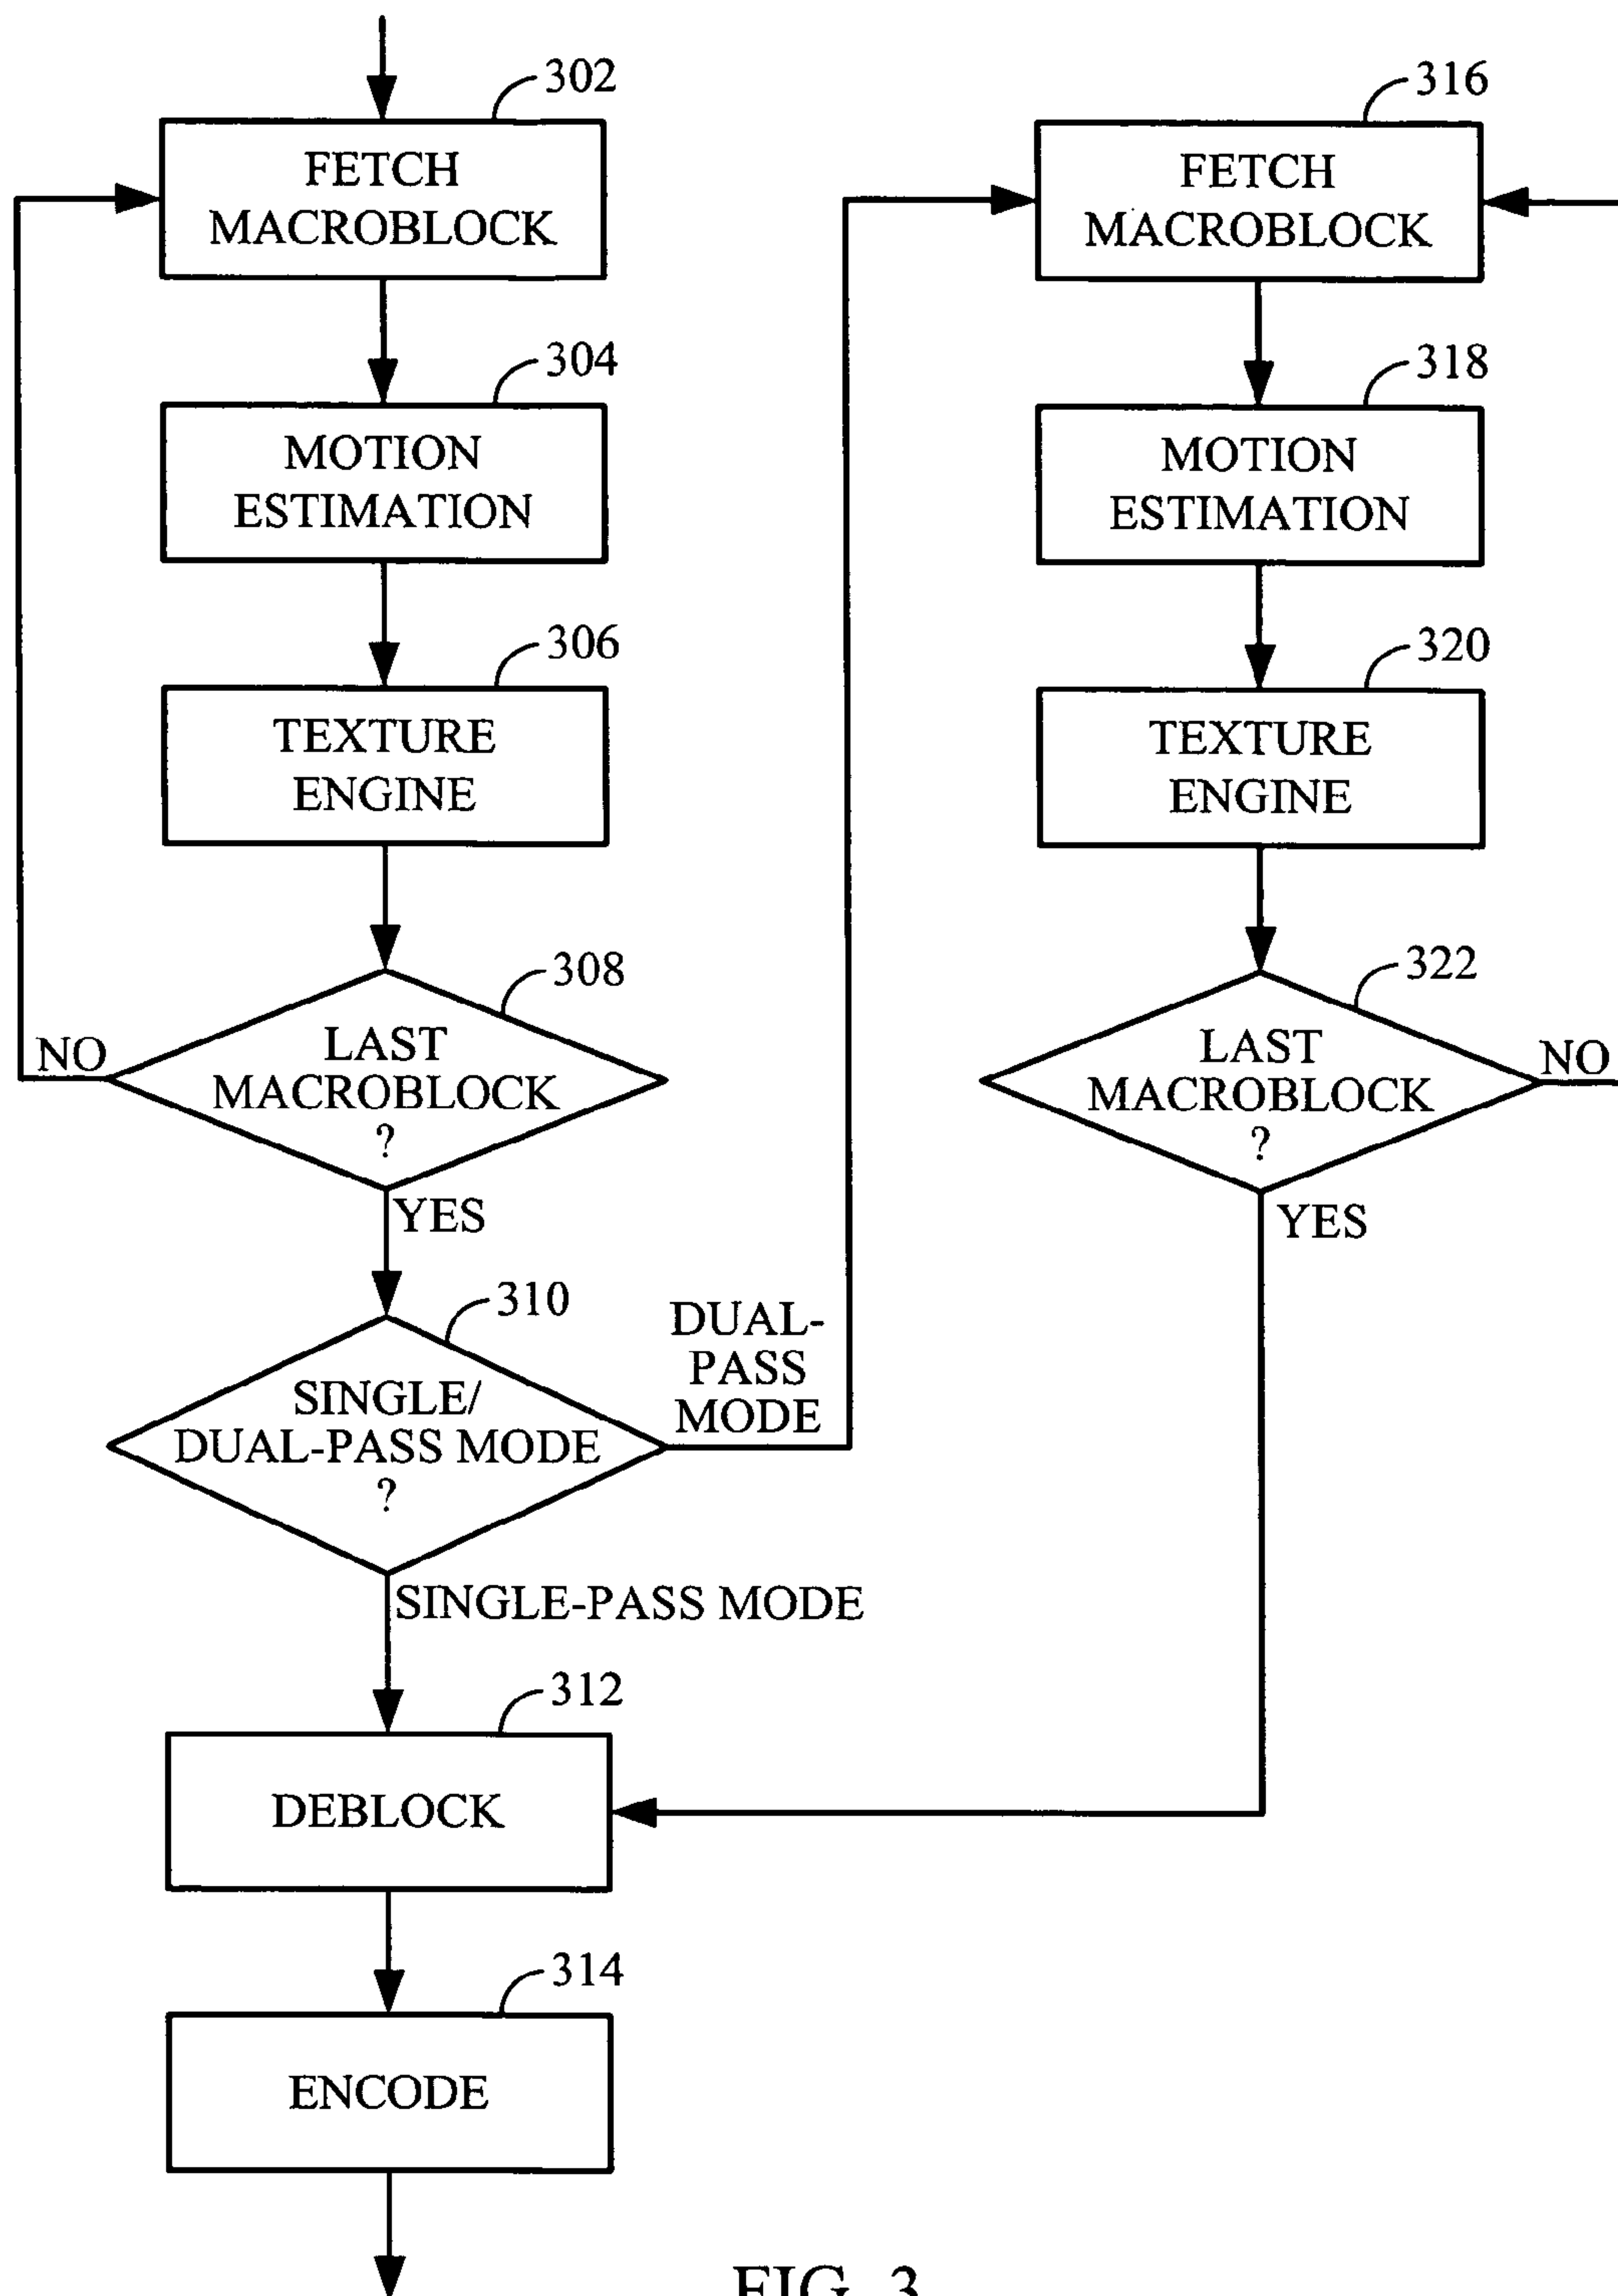 302
FETCH
MACROBLOCK
304
MOTION
ESTIMATION
306
TEXTURE
ENGINE
308
LAST
MACROBLOCK
?
NO
YES
310
SINGLE/
DUAL-PASS MODE
?
DUAL-
PASS
MODE
SINGLE-PASS MODE
312
DEBLOCK
314
ENCODE
316
FETCH
MACROBLOCK
318
MOTION
ESTIMATION
320
TEXTURE
ENGINE
322
LAST
MACROBLOCK
?
NO
YES
FIG. 3